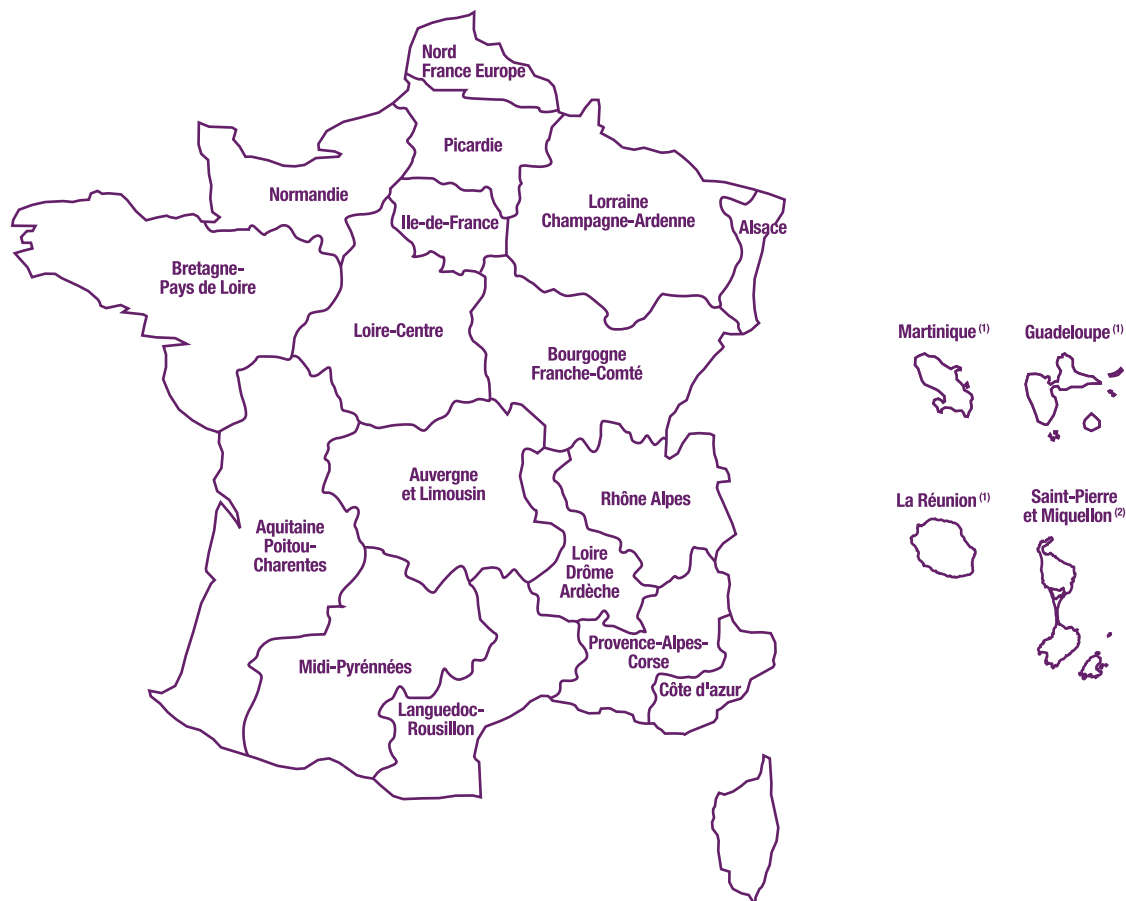 Nord
France Europe
Picardie
Normandie
Ile-de-France
Lorraine
Champagne-Ardenne
Alsace
Bretagne-
Pays de Loire
Loire-Centre
Bourgogne
Franche-Comté
Auvergne
et Limousin
Rhône Alpes
Aquitaine
Poitou-
Charentes
Loire
Drôme
Ardèche
Midi-Pyrénnées
Provence-Alpes-
Corse
Côte d'azur
Languedoc-
Rousillon
Martinique (1)
Guadeloupe (1)
La Réunion (1)
Saint-Pierre
et Miquellon (2)